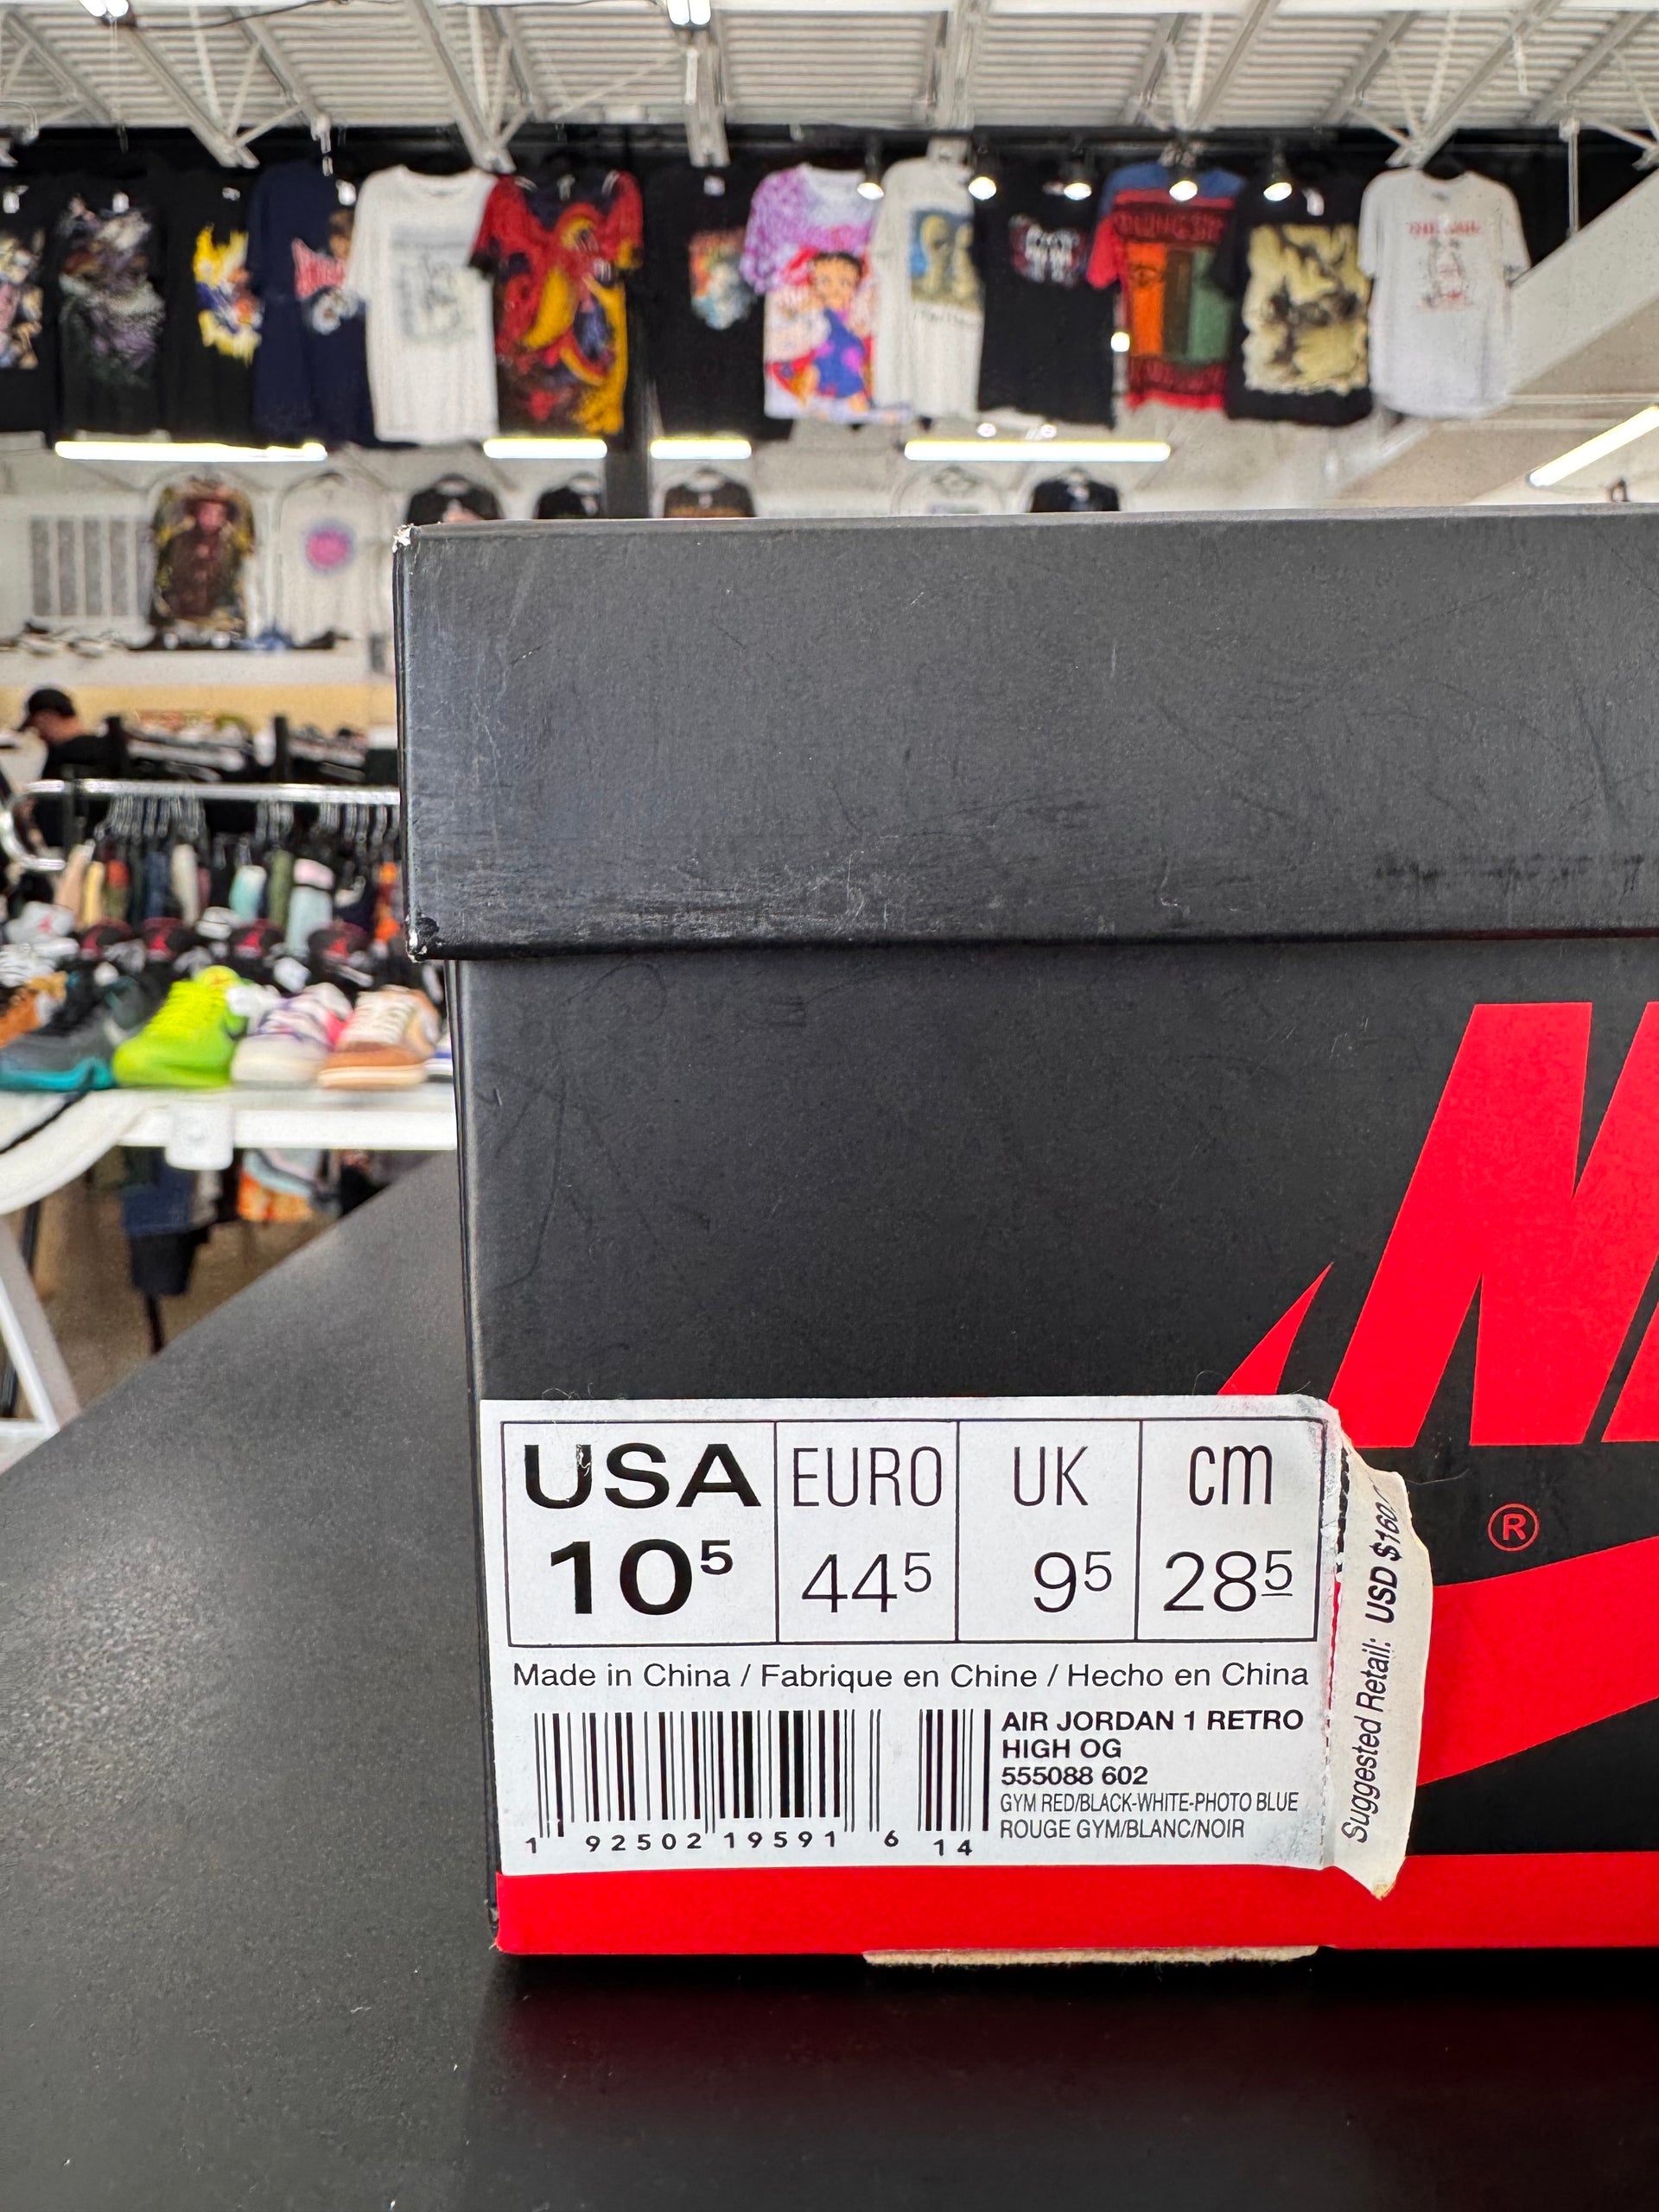 USA EURO UK cm
10⁵ 44⁵ 9⁵ 28⁵
Made in China / Fabrique en Chine / Hecho en China
AIR JORDAN 1 RETRO
HIGH OG
555088 602
GYM RED/BLACK-WHITE-PHOTO BLUE
ROUGE GYM/BLANC/NOIR
1 92502 19591 6 14
Suggested Retail: USD $160
®